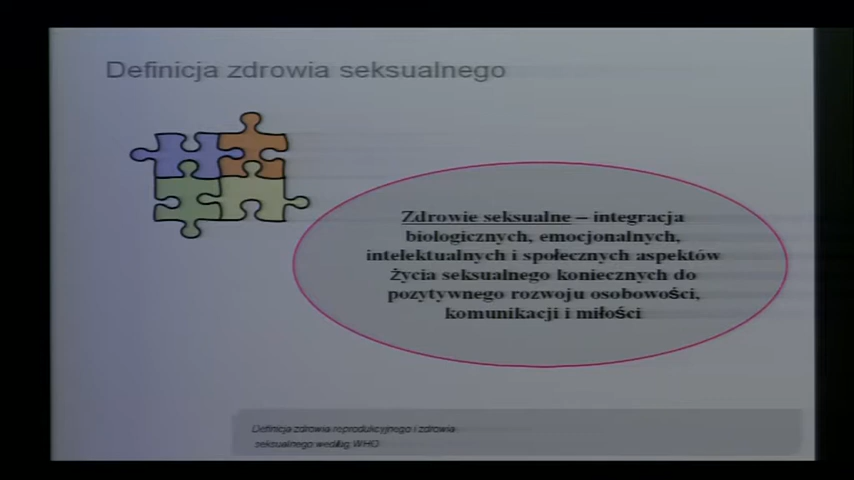 Definicja zdrowia seksualnego
Zdrowie seksualne – integracja
biologicznych, emocjonalnych,
intelektualnych i społecznych aspektów
życia seksualnego koniecznych do
pozytywnego rozwoju osobowości,
komunikacji i miłości
Definicja zdrowia reprodukcyjnego i zdrowia
seksualnego według WHO